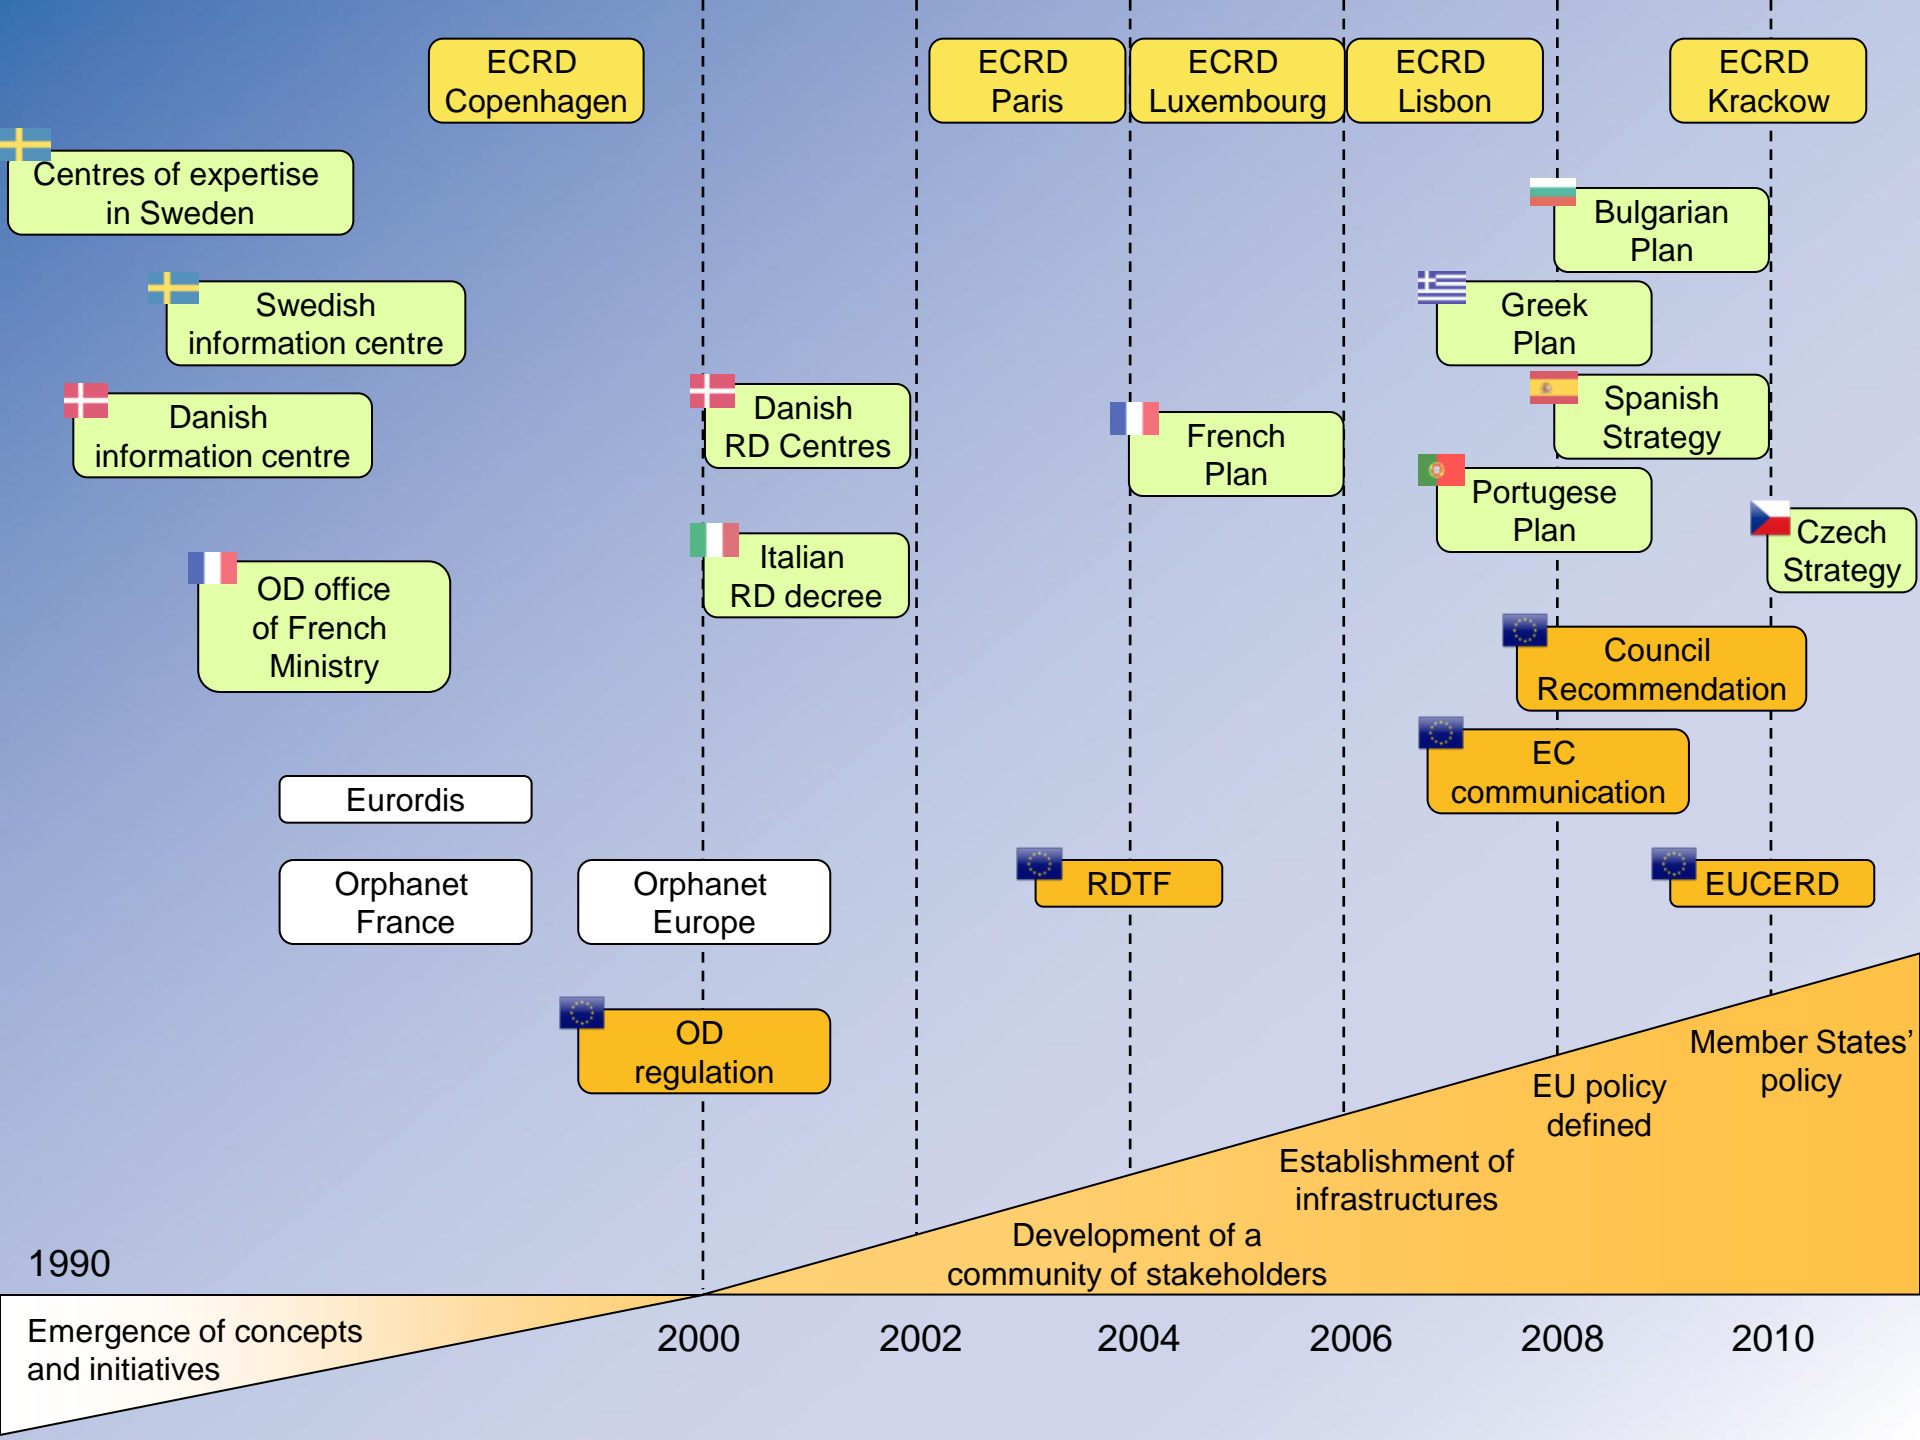 ECRD
Copenhagen
ECRD
Paris
ECRD
Luxembourg
ECRD
Lisbon
ECRD
Krackow
Centres of expertise
in Sweden
Bulgarian
Plan
Swedish
information centre
Greek
Plan
Danish
information centre
Danish
RD Centres
French
Plan
Spanish
Strategy
Portugese
Plan
Czech
Strategy
OD office
of French
Ministry
Italian
RD decree
Council
Recommendation
EC
communication
Eurordis
Orphanet
France
Orphanet
Europe
RDTF
EUCERD
OD
regulation
Member States’
policy
EU policy
defined
Establishment of
infrastructures
Development of a
community of stakeholders
1990
Emergence of concepts
and initiatives
2000
2002
2004
2006
2008
2010